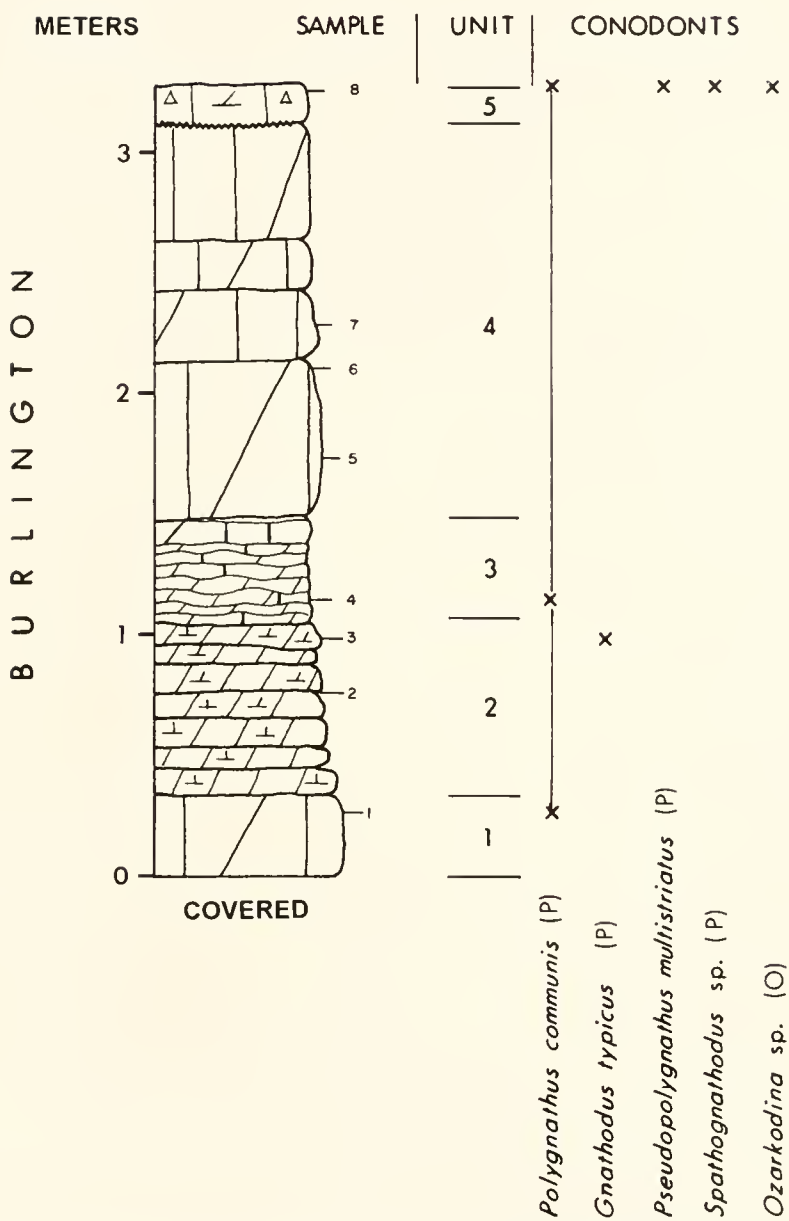 METERS SAMPLE UNIT CONODONTS
8
5
3
BURLINGTON
7
4
6
2
5
3
4
1
3
2
2
1
1
0
COVERED
Polygnathus communis (P)
Gnathodus typicus (P)
Pseudopolygnathus multistriatus (P)
Spathognathodus sp. (P)
Ozarkodina sp. (O)